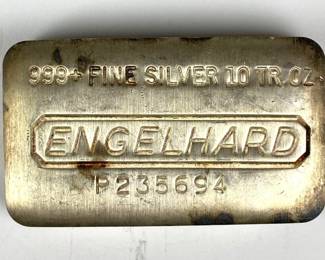 999+ FINE SILVER 10 TR. OZ.
ENGELHARD
P235694